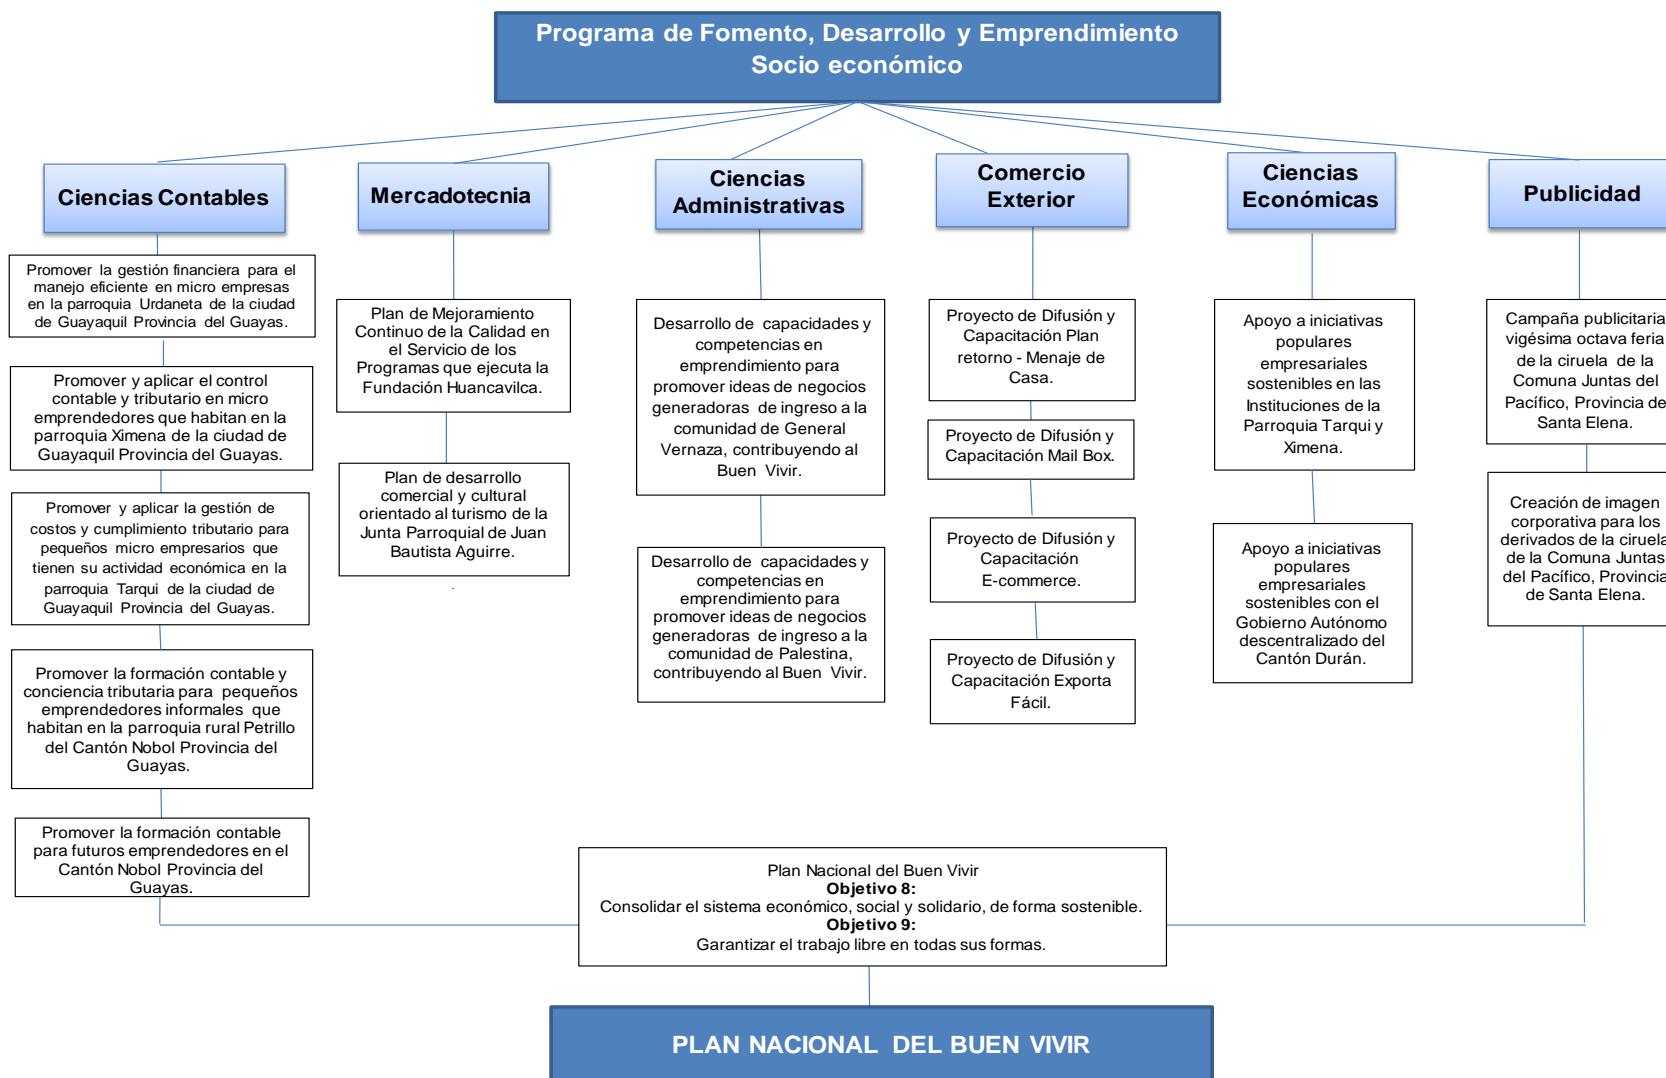 Programa de Fomento, Desarrollo y Emprendimiento
Socio económico
Ciencias Contables
Mercadotecnia
Ciencias
Administrativas
Comercio
Exterior
Ciencias
Económicas
Publicidad
Promover la gestión financiera para el
manejo eficiente en micro empresas
en la parroquia Urdaneta de la ciudad
de Guayaquil Provincia del Guayas.
Promover y aplicar el control
contable y tributario en micro
emprendedores que habitan en la
parroquia Ximena de la ciudad de
Guayaquil Provincia del Guayas.
Promover y aplicar la gestión de
costos y cumplimiento tributario para
pequeños micro empresarios que
tienen su actividad económica en la
parroquia Tarqui de la ciudad de
Guayaquil Provincia del Guayas.
Promover la formación contable y
conciencia tributaria para pequeños
emprendedores informales que
habitan en la parroquia rural Petrillo
del Cantón Nobol Provincia del
Guayas.
Promover la formación contable
para futuros emprendedores en el
Cantón Nobol Provincia del
Guayas.
Plan de Mejoramiento
Continuo de la Calidad en
el Servicio de los
Programas que ejecuta la
Fundación Huancavilca.
Plan de desarrollo
comercial y cultural
orientado al turismo de la
Junta Parroquial de Juan
Bautista Aguirre.
.
Desarrollo de capacidades y
competencias en
emprendimiento para
promover ideas de negocios
generadoras de ingreso a la
comunidad de General
Vernaza, contribuyendo al
Buen Vivir.
Desarrollo de capacidades y
competencias en
emprendimiento para
promover ideas de negocios
generadoras de ingreso a la
comunidad de Palestina,
contribuyendo al Buen Vivir.
Proyecto de Difusión y
Capacitación Plan
retorno - Menaje de
Casa.
Proyecto de Difusión y
Capacitación Mail Box.
Proyecto de Difusión y
Capacitación
E-commerce.
Proyecto de Difusión y
Capacitación Exporta
Fácil.
Apoyo a iniciativas
populares
empresariales
sostenibles en las
Instituciones de la
Parroquia Tarqui y
Ximena.
Apoyo a iniciativas
populares
empresariales
sostenibles con el
Gobierno Autónomo
descentralizado del
Cantón Durán.
Campaña publicitaria
vigésima octava feria
de la ciruela de la
Comuna Juntas del
Pacífico, Provincia de
Santa Elena.
Creación de imagen
corporativa para los
derivados de la ciruela
de la Comuna Juntas
del Pacífico, Provincia
de Santa Elena.
Plan Nacional del Buen Vivir
Objetivo 8:
Consolidar el sistema económico, social y solidario, de forma sostenible.
Objetivo 9:
Garantizar el trabajo libre en todas sus formas.
PLAN NACIONAL DEL BUEN VIVIR